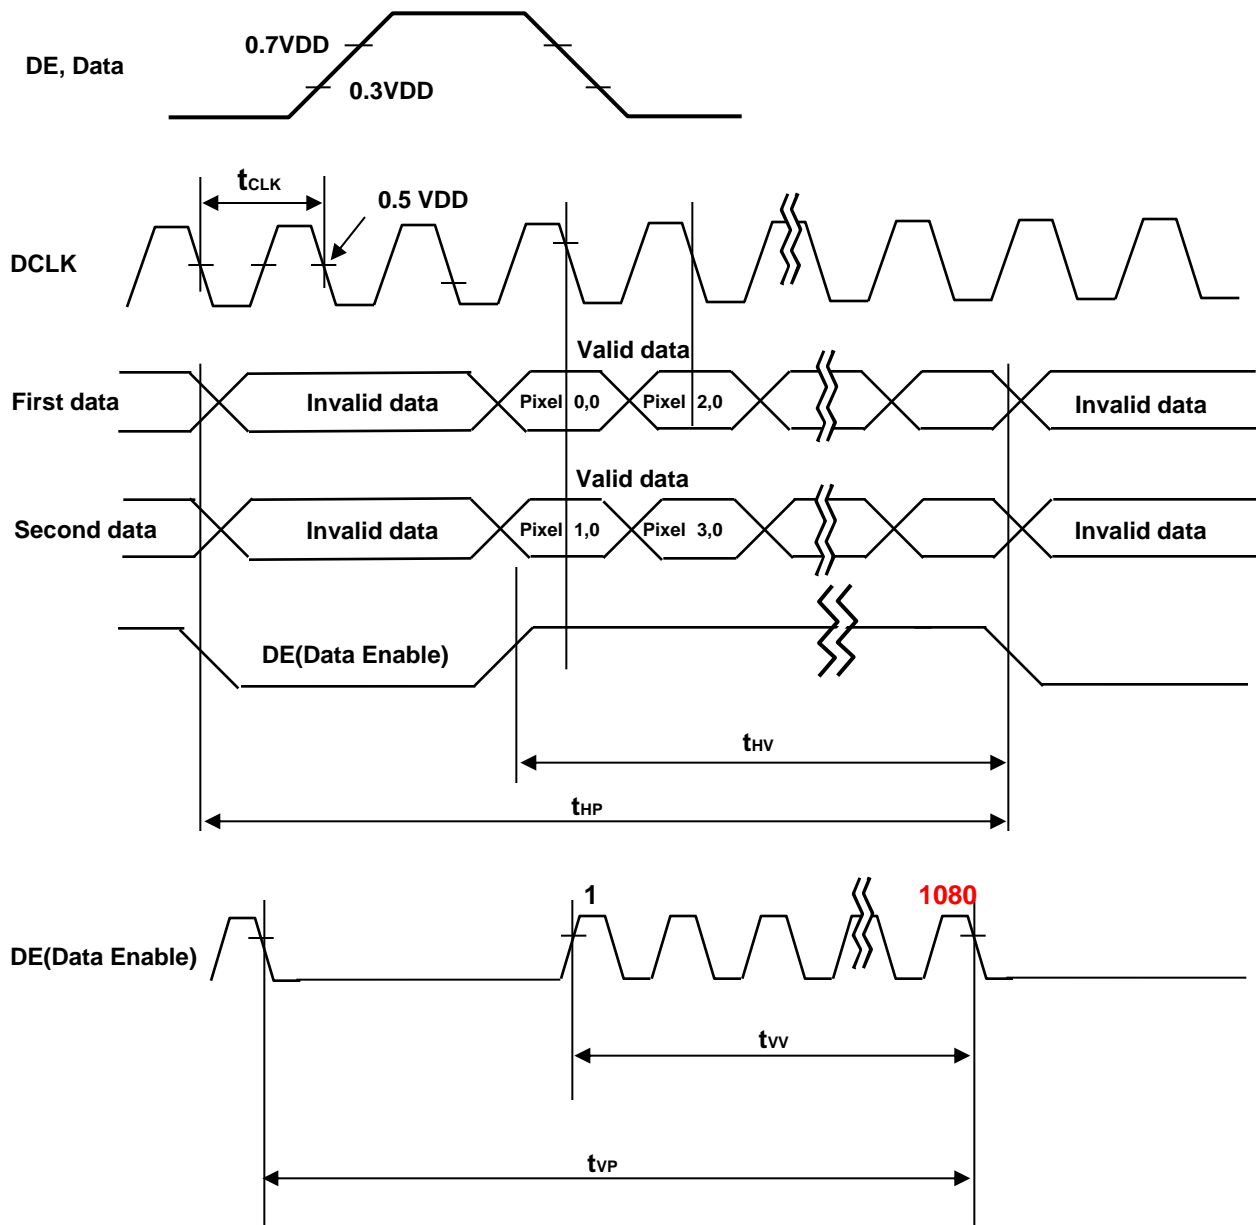 0.7VDD
DE, Data
0.3VDD
tCLK
0.5 VDD
DCLK
Valid data
First data
Invalid data
Pixel 0,0
Pixel 2,0
Invalid data
Valid data
Second data
Invalid data
Pixel 1,0
Pixel 3,0
Invalid data
DE(Data Enable)
tHV
tHP
1
1080
DE(Data Enable)
tVV
tVP